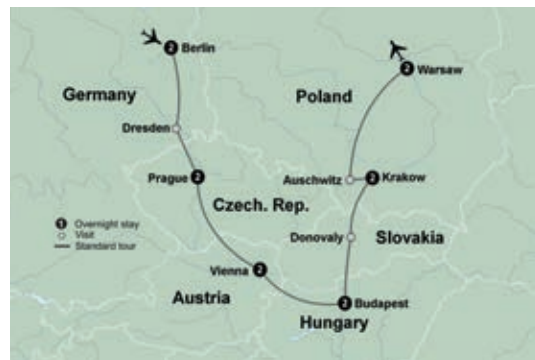 2 Berlin
2 Warsaw
Germany
Poland
Dresden
Prague 2
Auschwitz
2 Krakow
Czech. Rep.
1 Overnight stay
Visit
Standard tour
Donovaly
Slovakia
Vienna 2
Austria
2 Budapest
Hungary